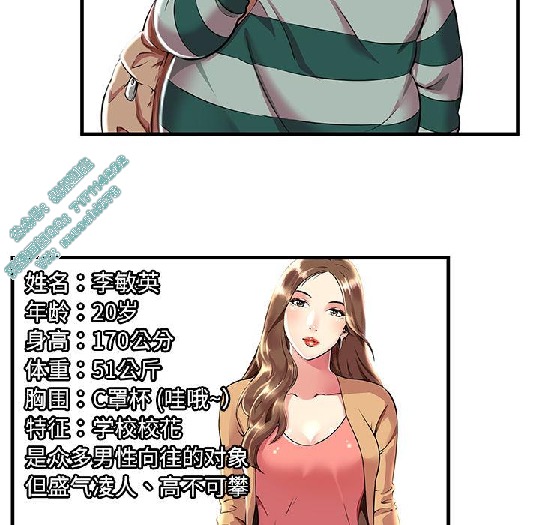 姓名：李敏英
年龄：20岁
身高：170公分
体重：51公斤
胸围：C罩杯 (哇哦~)
特征：学校校花
是众多男性向往的对象
但盛气凌人、高不可攀